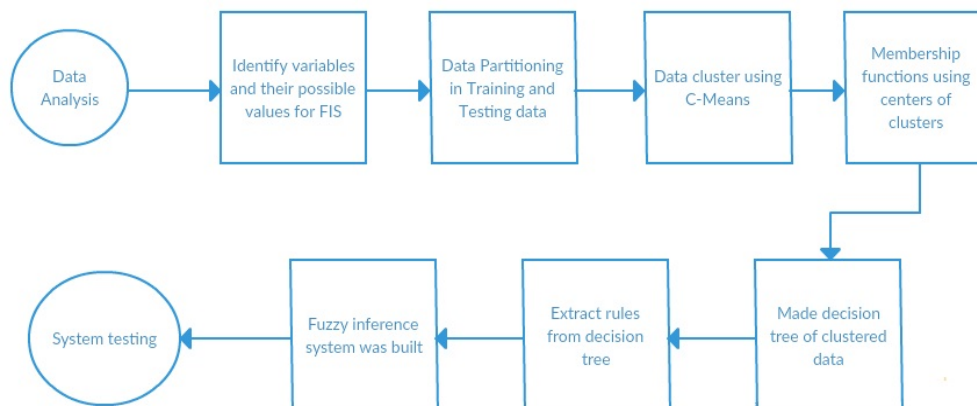 Data
Analysis
Identify variables
and their possible
values for FIS
Data Partitioning
in Training and
Testing data
Data cluster using
C-Means
Membership
functions using
centers of
clusters
Made decision
tree of clustered
data
Extract rules
from decision
tree
Fuzzy inference
system was built
System testing